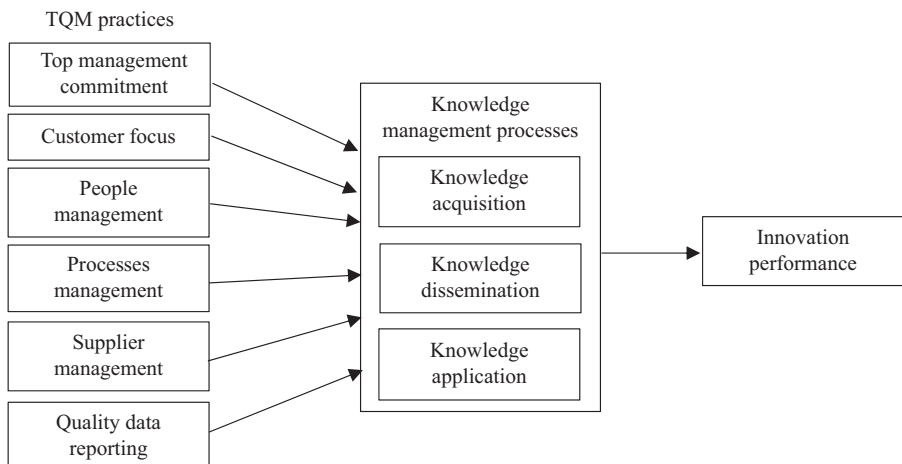 TQM practices
Top management
commitment
Customer focus
People
management
Processes
management
Supplier
management
Quality data
reporting
Knowledge
management processes
Knowledge
acquisition
Knowledge
dissemination
Knowledge
application
Innovation
performance